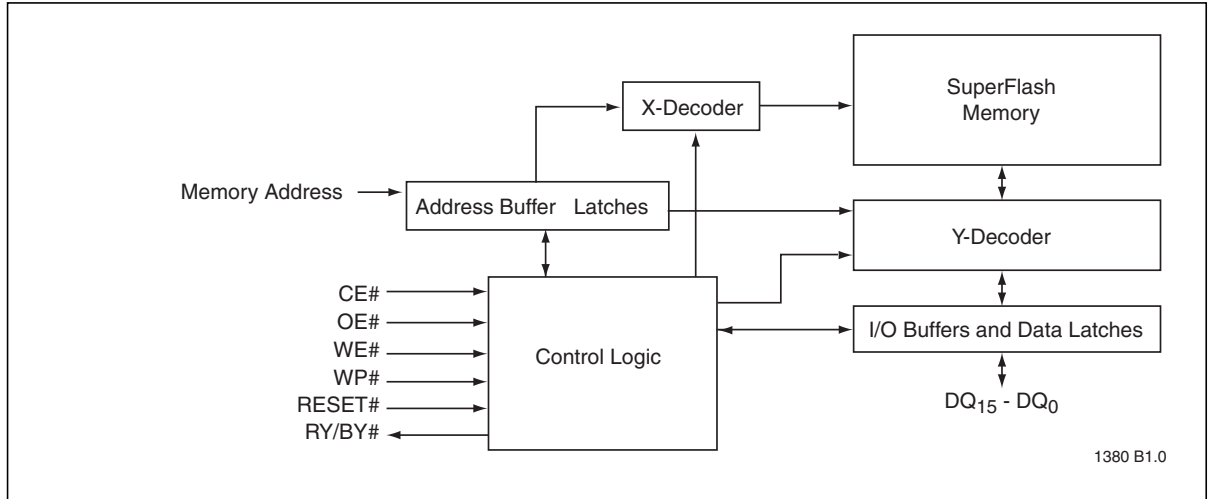 SuperFlash
Memory
X-Decoder
Memory Address
Address Buffer Latches
Y-Decoder
CE#
OE#
WE#
WP#
RESET#
RY/BY#
Control Logic
I/O Buffers and Data Latches
DQ15 - DQ0
1380 B1.0